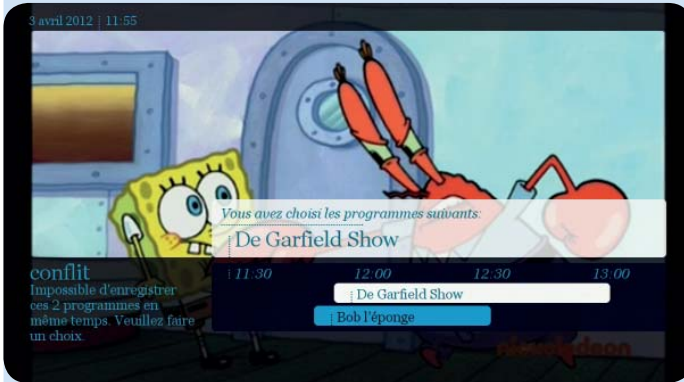 3 avril 2012 | 11:55
Vous avez choisi les programmes suivants:
De Garfield Show
conflit
Impossible d'enregistrer
ces 2 programmes en
même temps. Veuillez faire
un choix.
11:30 12:00 12:30 13:00
De Garfield Show
Bob l'éponge
nickelodeon